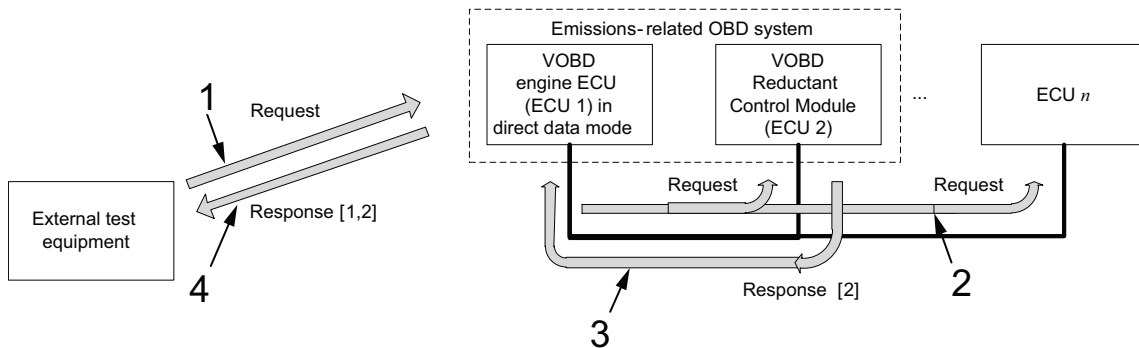 Emissions-related OBD system
VOBD
engine ECU
(ECU 1) in
direct data mode
VOBD
Reductant
Control Module
(ECU 2)
...
ECU n
1
Request
External test
equipment
Response [1,2]
4
Request
Request
2
Response [2]
3